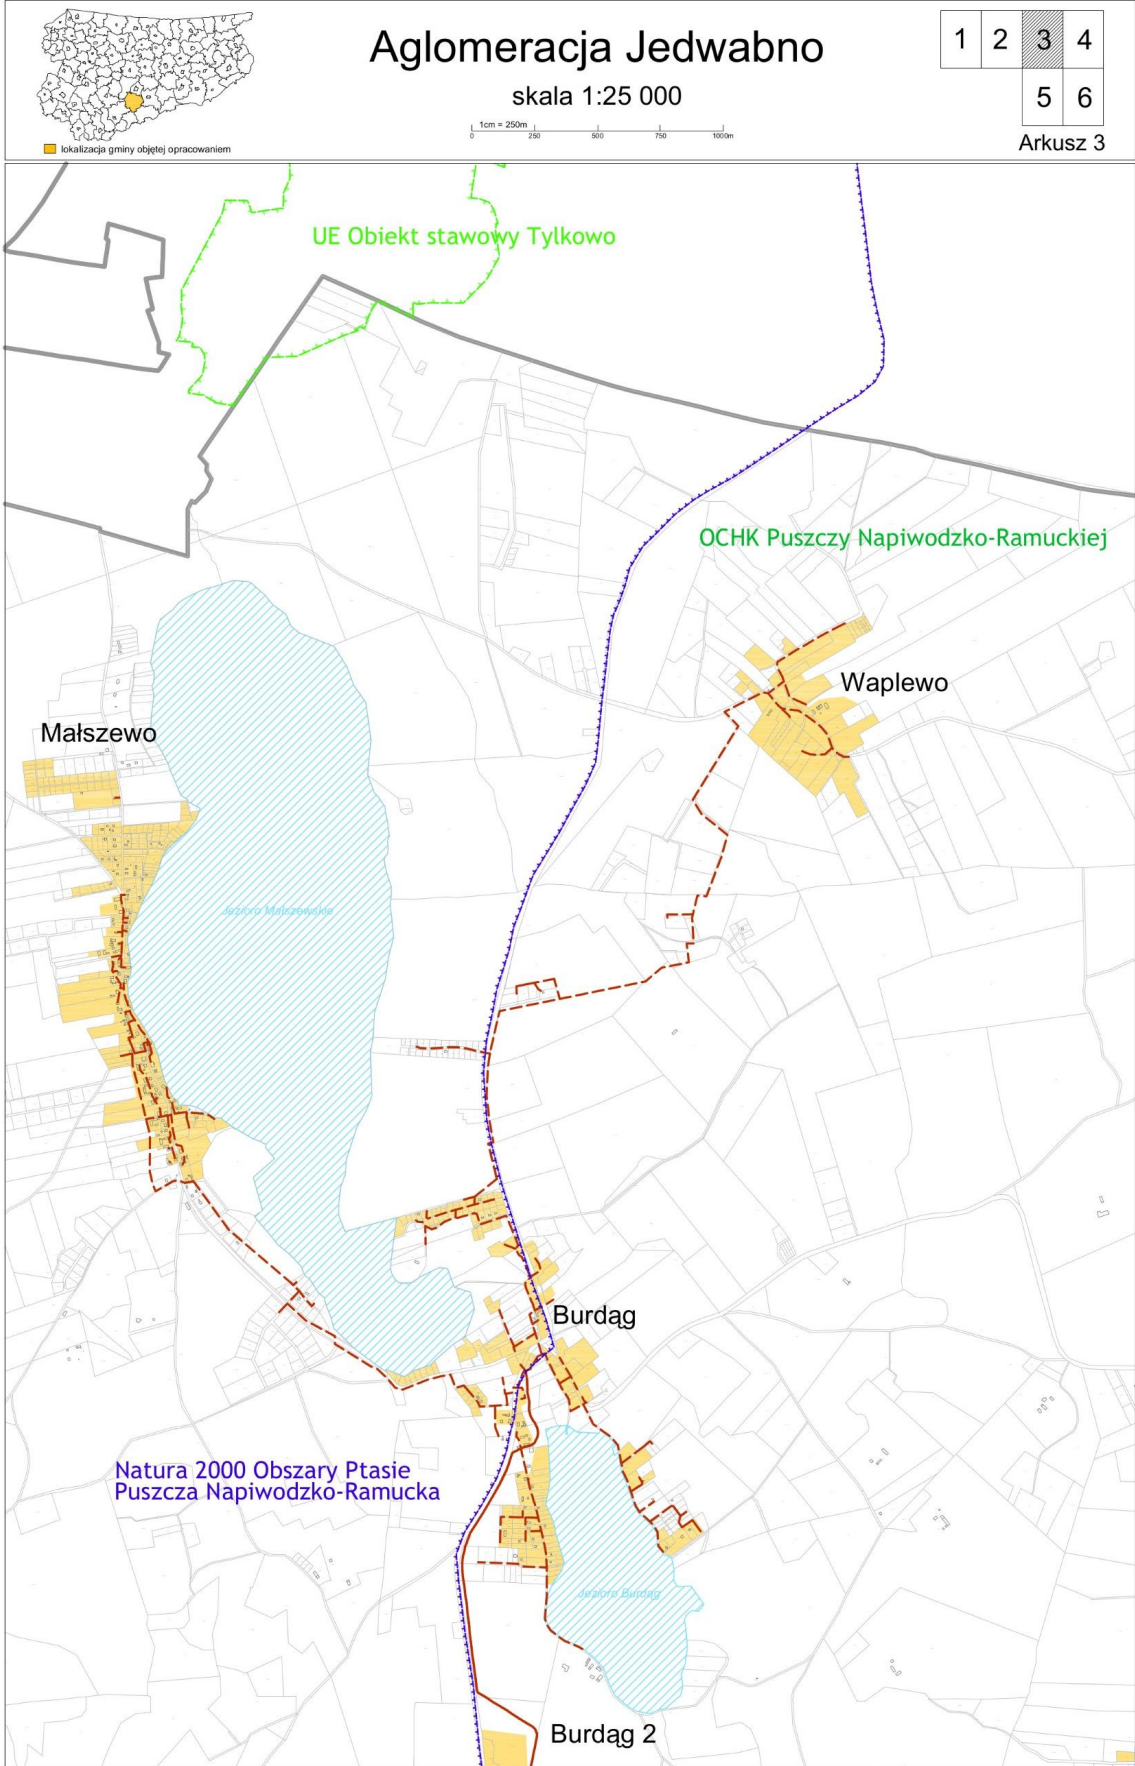 Aglomeracja Jedwabno
skala 1:25 000
1cm = 250m
0 250 500 750 1000m
lokalizacja gminy objętej opracowaniem
1 2 3 4
5 6
Arkusz 3
UE Obiekt stawowy Tylkowo
OCHK Puszczy Napiwodzko-Ramuckiej
Waplewo
Małszewo
Jezioro Małszewskie
Burdąg
Natura 2000 Obszary Ptasie
Puszcza Napiwodzko-Ramucka
Jezioro Burdąg
Burdąg 2